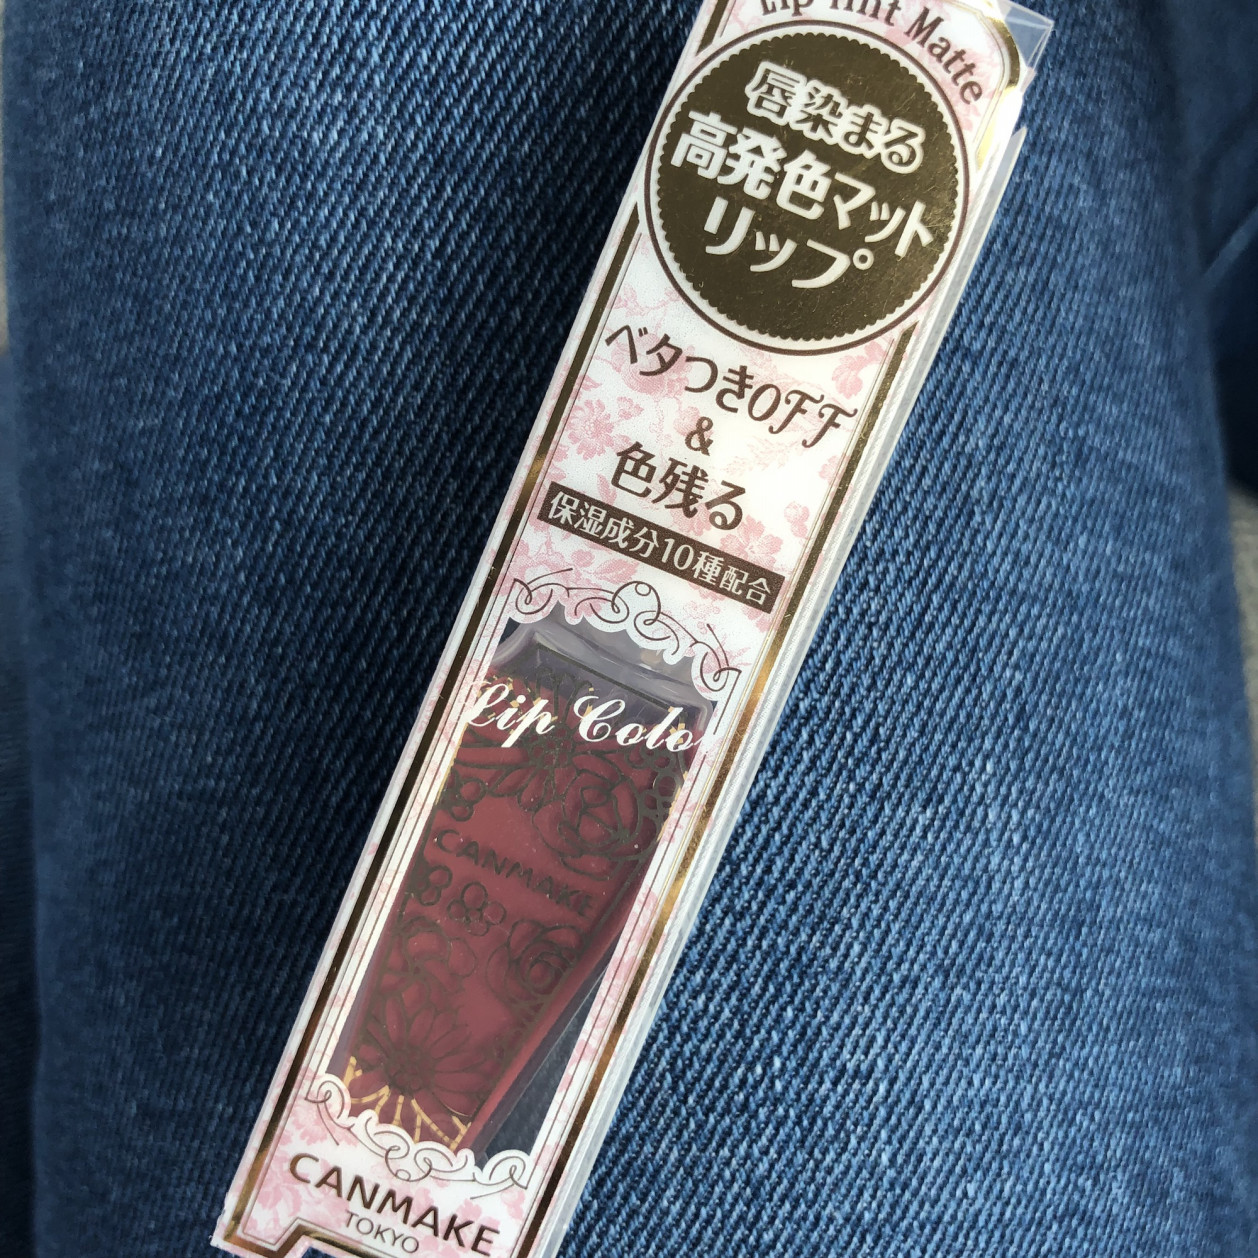 Lip Tint Matte
唇染まる
高発色マット
リップ
ベタつきOFF
&
色残る
保湿成分10種配合
Lip Color
CANMAKE
CANMAKE
TOKYO